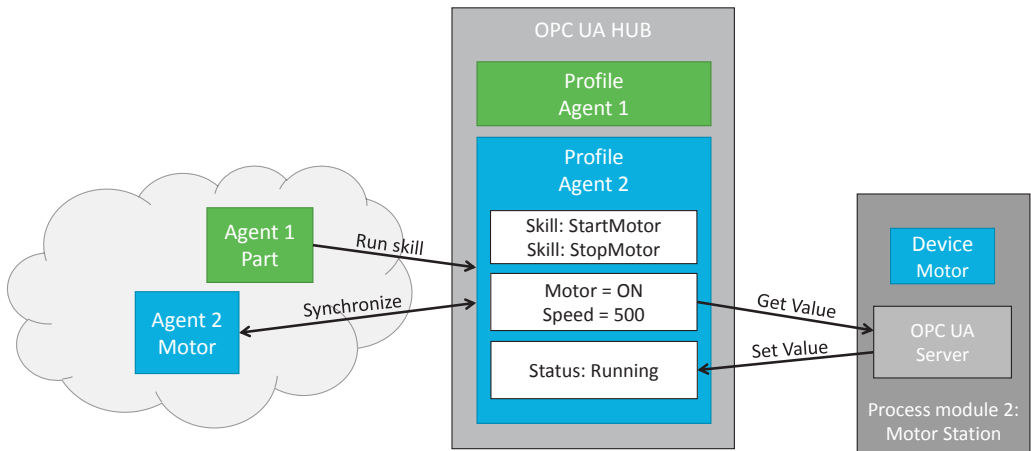 OPC UA HUB
Profile
Agent 1
Profile
Agent 2
Skill: StartMotor
Skill: StopMotor
Motor = ON
Speed = 500
Status: Running
Agent 1
Part
Run skill
Agent 2
Motor
Synchronize
Get Value
Set Value
Device
Motor
OPC UA
Server
Process module 2:
Motor Station